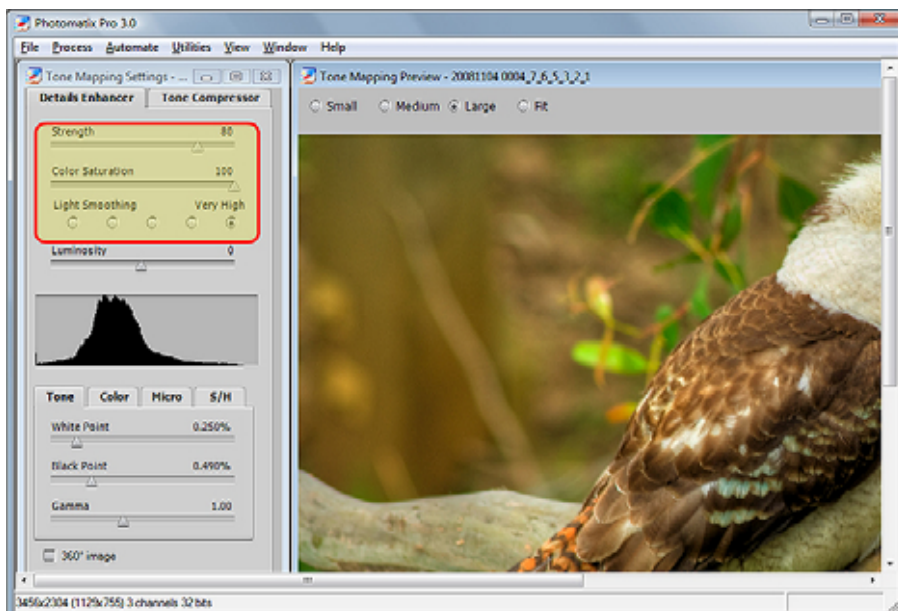 Photomatix Pro 3.0
File Process Automate Utilities View Window Help
Tone Mapping Settings - ...
Details Enhancer Tone Compressor
Strength 80
Color Saturation 100
Light Smoothing Very High
Luminosity 0
Tone Color Micro S/H
White Point 0.250%
Black Point 0.490%
Gamma 1.00
360° image
Tone Mapping Preview - 20081104 0004_7_6_5_3_2_1
Small Medium Large Fit
3456x2304 (1129x755) 3 channels 32 bits